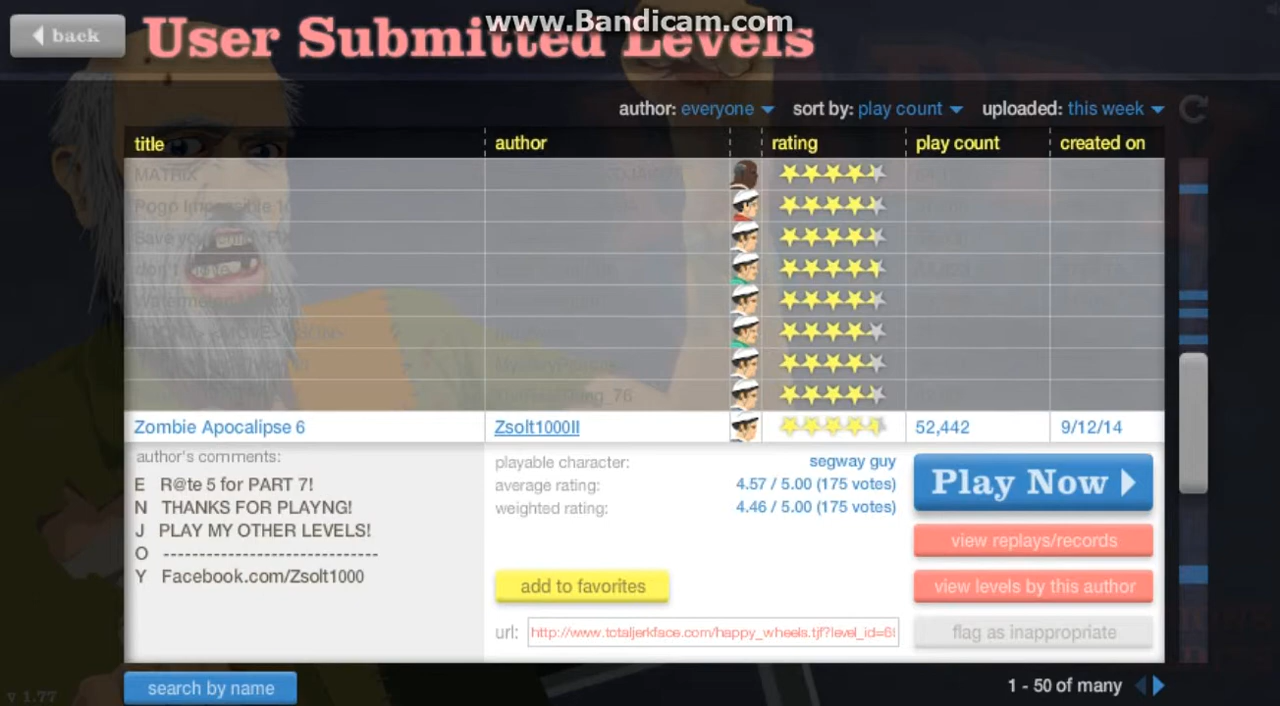 www.Bandicam.com
back
User Submitted Levels
author: everyone sort by: play count uploaded: this week
title author rating play count created on
MATRIX
Zombie Apocalipse 6 Zsolt1000II 52,442 9/12/14
author's comments:
E R@te 5 for PART 7!
N THANKS FOR PLAYNG!
J PLAY MY OTHER LEVELS!
O -----------------------------
Y Facebook.com/Zsolt1000
playable character: segway guy
average rating: 4.57 / 5.00 (175 votes)
weighted rating: 4.46 / 5.00 (175 votes)
Play Now
view replays/records
add to favorites
view levels by this author
url: http://www.totaljerkface.com/happy_wheels.tjf?level_id=6
flag as inappropriate
v 1.77
search by name
1 - 50 of many